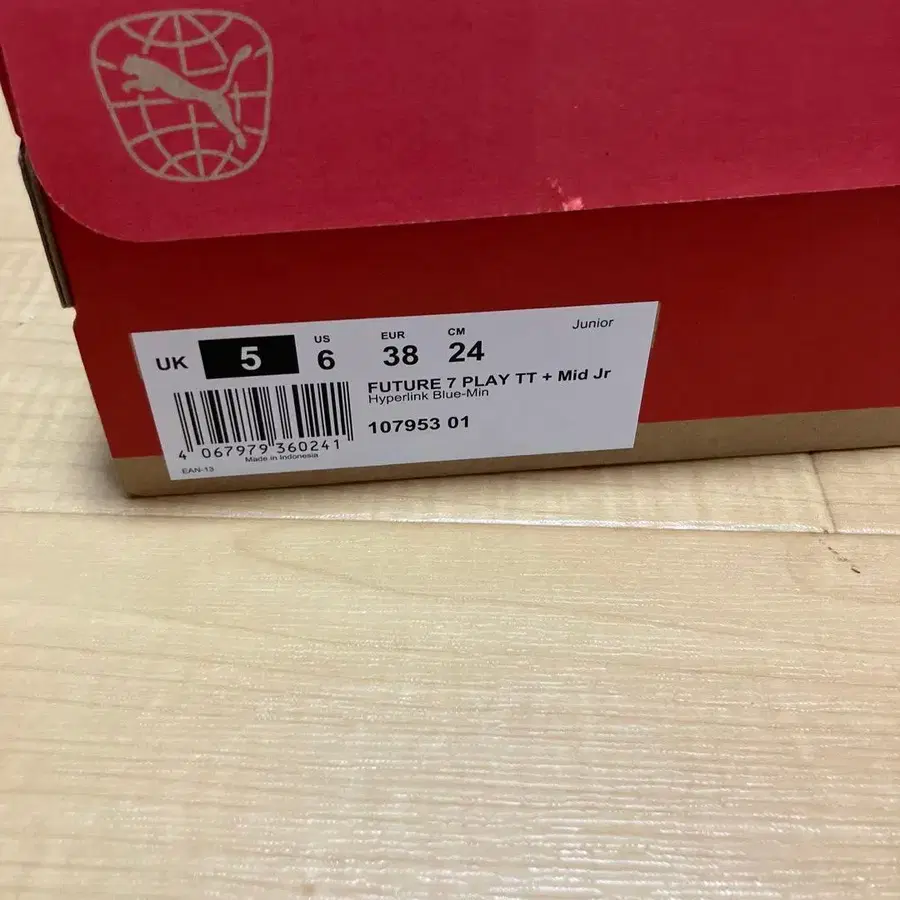 Junior
UK 5 US 6 EUR 38 CM 24
FUTURE 7 PLAY TT + Mid Jr
Hyperlink Blue-Min
107953 01
4 067979 360241
Made in Indonesia
EAN-13